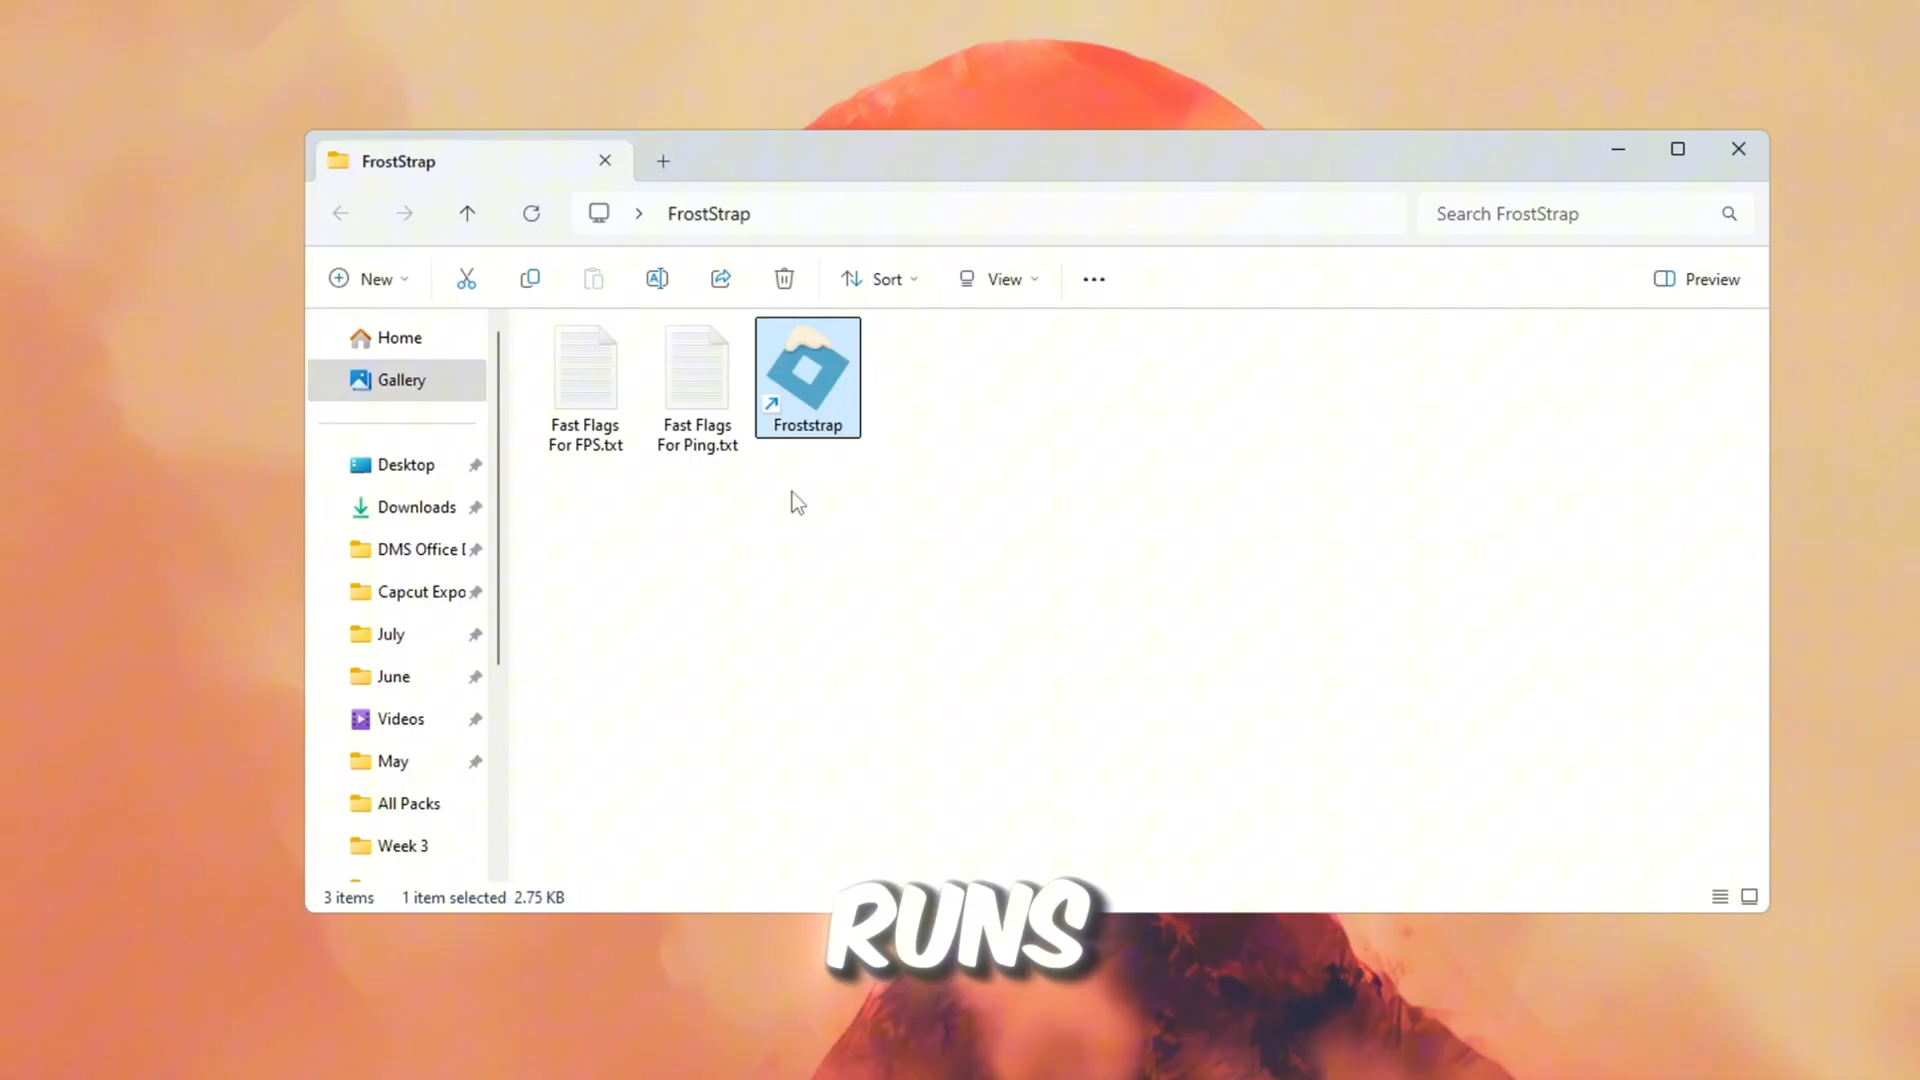 FrostStrap
FrostStrap
Search FrostStrap
New
Sort
View
Preview
Home
Gallery
Desktop
Downloads
DMS Office [
Capcut Expo
July
June
Videos
May
All Packs
Week 3
Fast Flags
For FPS.txt
Fast Flags
For Ping.txt
Froststrap
3 items 1 item selected 2.75 KB
RUNS